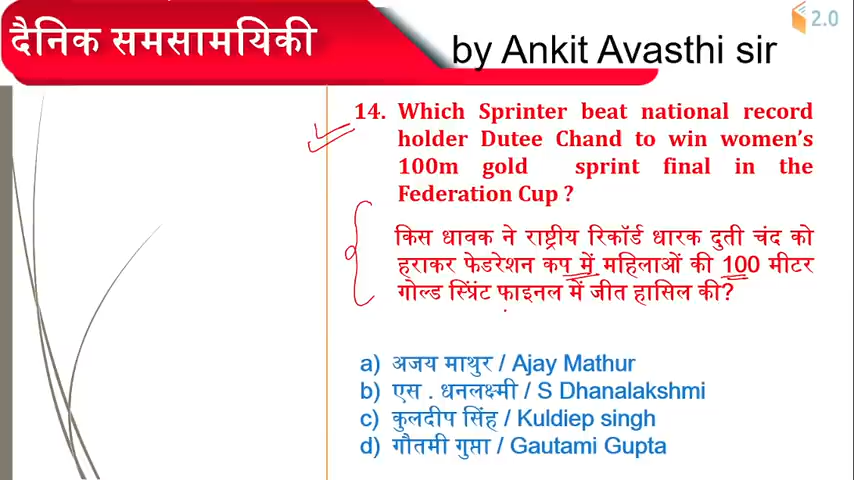 दैनिक समसामयिकी
by Ankit Avasthi sir
2.0
14. Which Sprinter beat national record
holder Dutee Chand to win women's
100m gold sprint final in the
Federation Cup ?
किस धावक ने राष्ट्रीय रिकॉर्ड धारक दुती चंद को
हराकर फेडरेशन कप में महिलाओं की 100 मीटर
गोल्ड स्प्रिंट फाइनल में जीत हासिल की?
a) अजय माथुर / Ajay Mathur
b) एस . धनलक्ष्मी / S Dhanalakshmi
c) कुलदीप सिंह / Kuldiep singh
d) गौतमी गुप्ता / Gautami Gupta